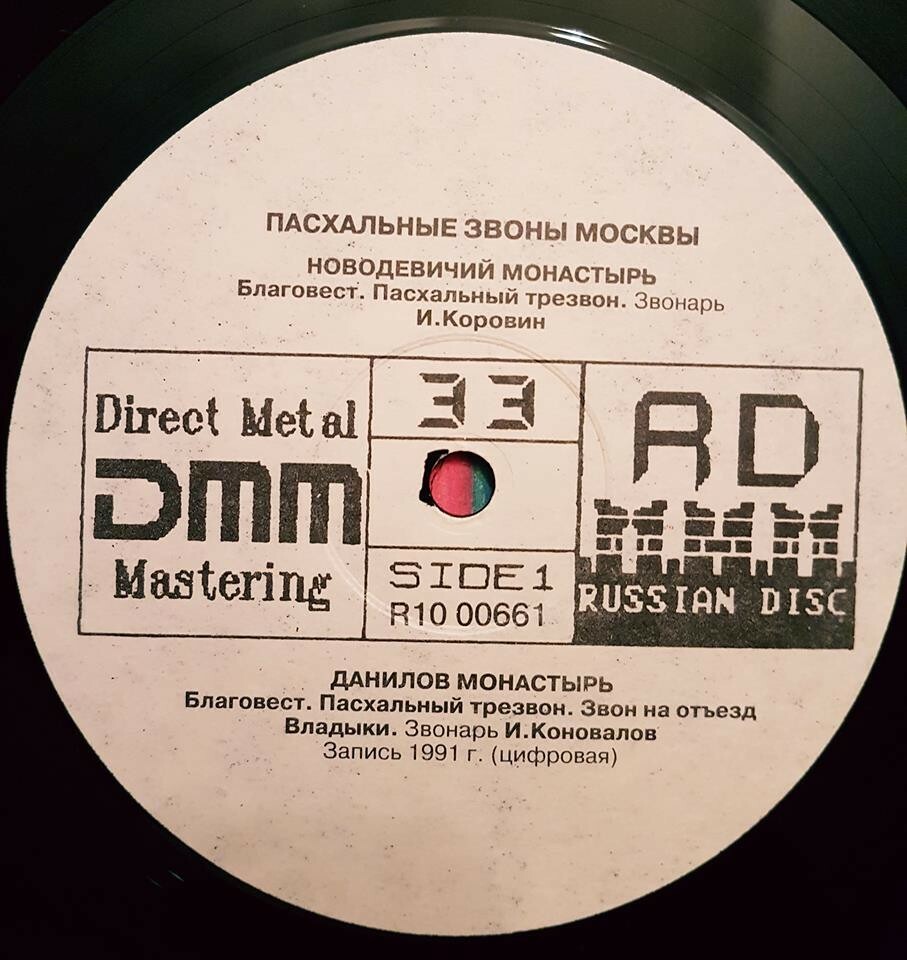 ПАСХАЛЬНЫЕ ЗВОНЫ МОСКВЫ
НОВОДЕВИЧИЙ МОНАСТЫРЬ
Благовест. Пасхальный трезвон. Звонарь
И.Коровин
Direct Metal
DMM
Mastering
33
SIDE 1
R10 00661
RD
RUSSIAN DISC
ДАНИЛОВ МОНАСТЫРЬ
Благовест. Пасхальный трезвон. Звон на отъезд
Владыки. Звонарь И.Коновалов
Запись 1991 г. (цифровая)